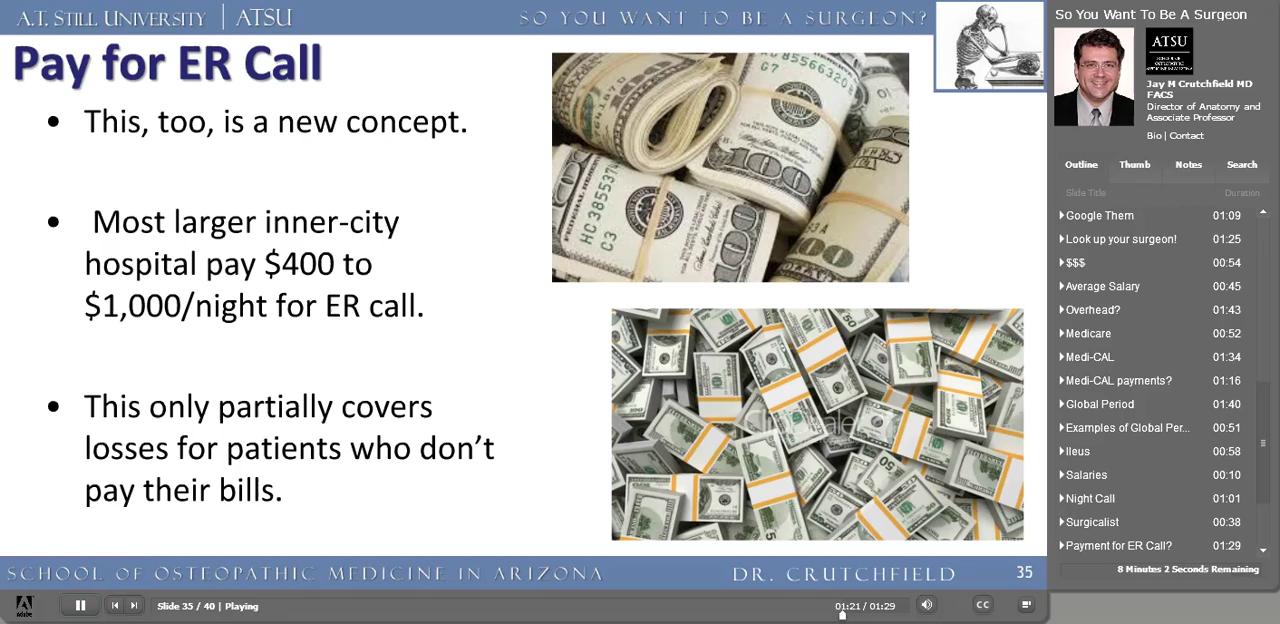 A.T. STILL UNIVERSITY | ATSU
SO YOU WANT TO BE A SURGEON?
Pay for ER Call
• This, too, is a new concept.
• Most larger inner-city
hospital pay $400 to
$1,000/night for ER call.
• This only partially covers
losses for patients who don’t
pay their bills.
SCHOOL OF OSTEOPATHIC MEDICINE IN ARIZONA
DR. CRUTCHFIELD
35
So You Want To Be A Surgeon
ATSU
Jay M Crutchfield MD
FACS
Director of Anatomy and
Associate Professor
Bio | Contact
Outline Thumb Notes Search
Slide Title Duration
Google Them 01:09
Look up your surgeon! 01:25
$$$ 00:54
Average Salary 00:45
Overhead? 01:43
Medicare 00:52
Medi-CAL 01:34
Medi-CAL payments? 01:16
Global Period 01:40
Examples of Global Per... 00:51
Ileus 00:58
Salaries 00:10
Night Call 01:01
Surgicalist 00:38
Payment for ER Call? 01:29
8 Minutes 2 Seconds Remaining
Adobe
Slide 35 / 40 | Playing
01:21 / 01:29
CC